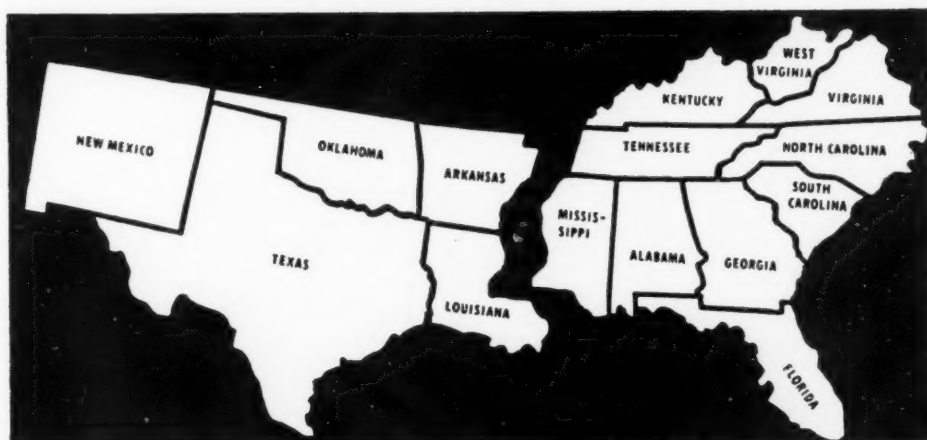 WEST
VIRGINIA
KENTUCKY
VIRGINIA
NEW MEXICO
OKLAHOMA
ARKANSAS
TENNESSEE
NORTH CAROLINA
SOUTH
CAROLINA
MISSIS-
SIPPI
TEXAS
ALABAMA
GEORGIA
LOUISIANA
FLORIDA